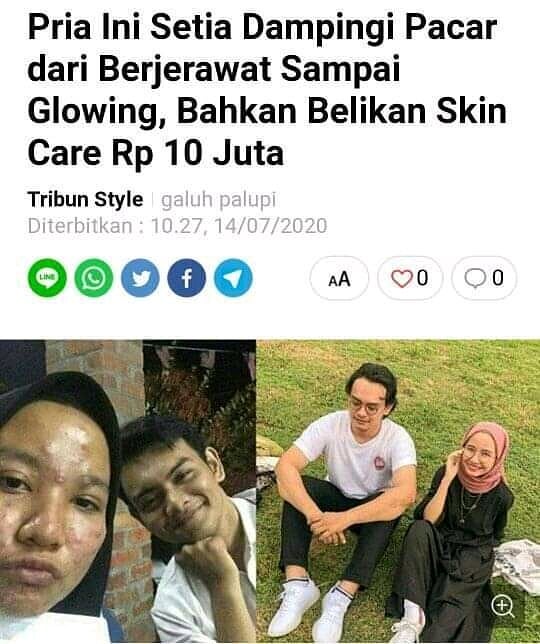 Pria Ini Setia Dampingi Pacar
dari Berjerawat Sampai
Glowing, Bahkan Belikan Skin
Care Rp 10 Juta
Tribun Style | galuh palupi
Diterbitkan : 10.27, 14/07/2020
LINE
AA 0 0